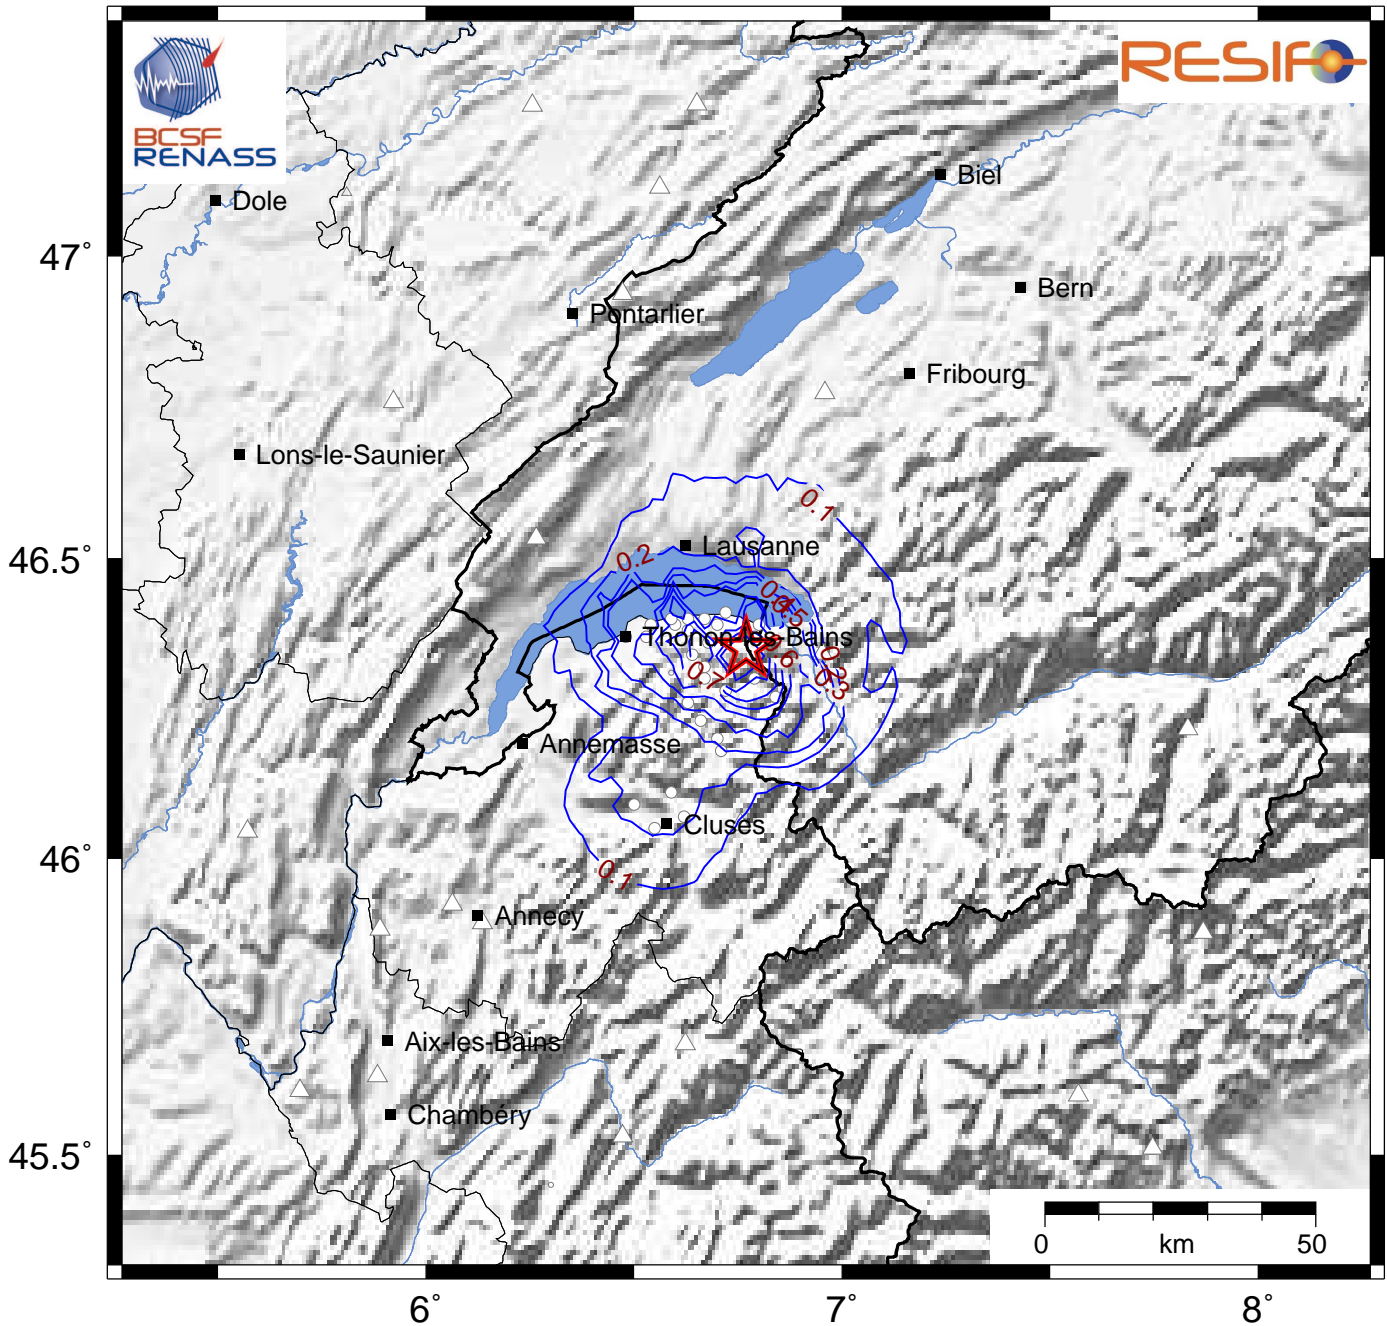 BCSF
RENASS
RESIF
Dole
Biel
47°
Bern
Pontarlier
Fribourg
Lons-le-Saunier
0.1
46.5°
0.2
Lausanne
Thonon-les-Bains
Annemasse
Cluses
46°
0.1
Annecy
Aix-les-Bains
Chambéry
45.5°
0
km
50
6°
7°
8°